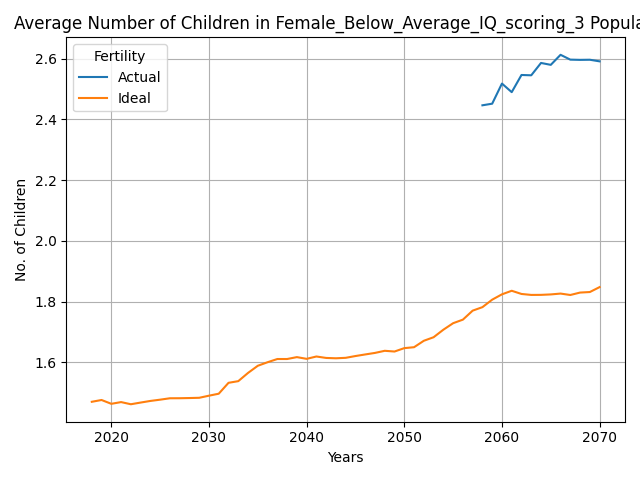 Average Number of Children in Female_Below_Average_IQ_scoring_3 Popula
Fertility
Actual
Ideal
No. of Children
2.6
2.4
2.2
2.0
1.8
1.6
2020 2030 2040 2050 2060 2070
Years